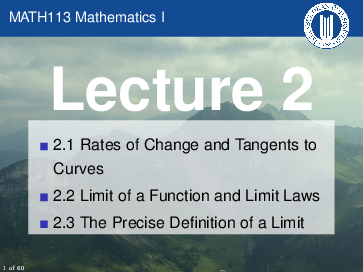 MATH113 Mathematics I
Lecture 2
2.1 Rates of Change and Tangents to
Curves
2.2 Limit of a Function and Limit Laws
2.3 The Precise Definition of a Limit
1 of 60